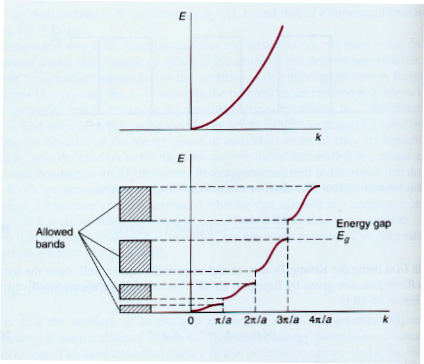 E
k
E
Allowed
bands
Energy gap
E_g
0 π/a 2π/a 3π/a 4π/a k